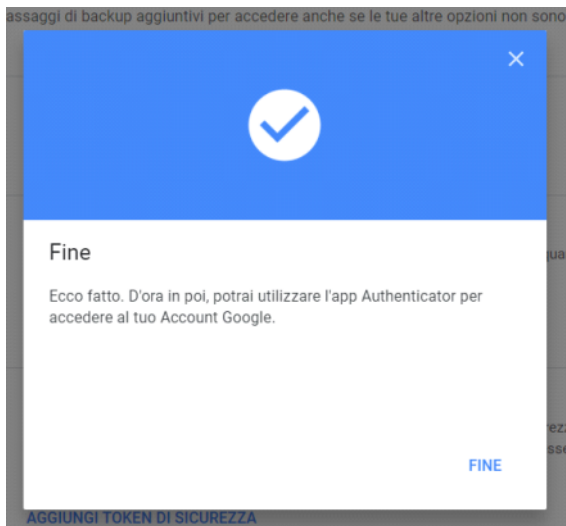 assaggi di backup aggiuntivi per accedere anche se le tue altre opzioni non sono
Fine
Ecco fatto. D'ora in poi, potrai utilizzare l'app Authenticator per
accedere al tuo Account Google.
FINE
AGGIUNGI TOKEN DI SICUREZZA